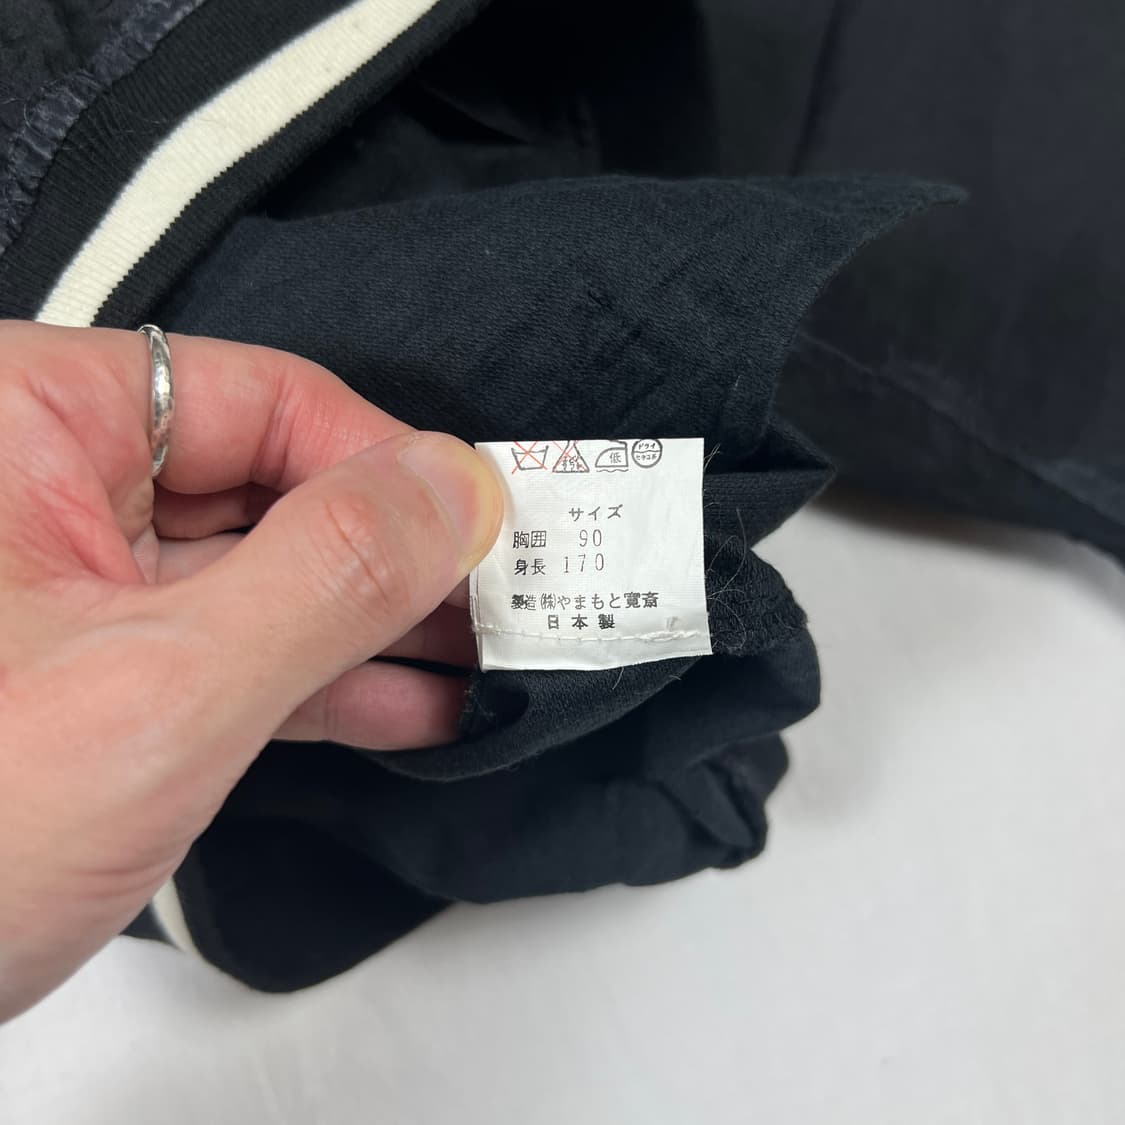 低 ドライ
セキユ系
サイズ
胸囲 90
身長 170
製造(株)やまもと寛斎
日本製